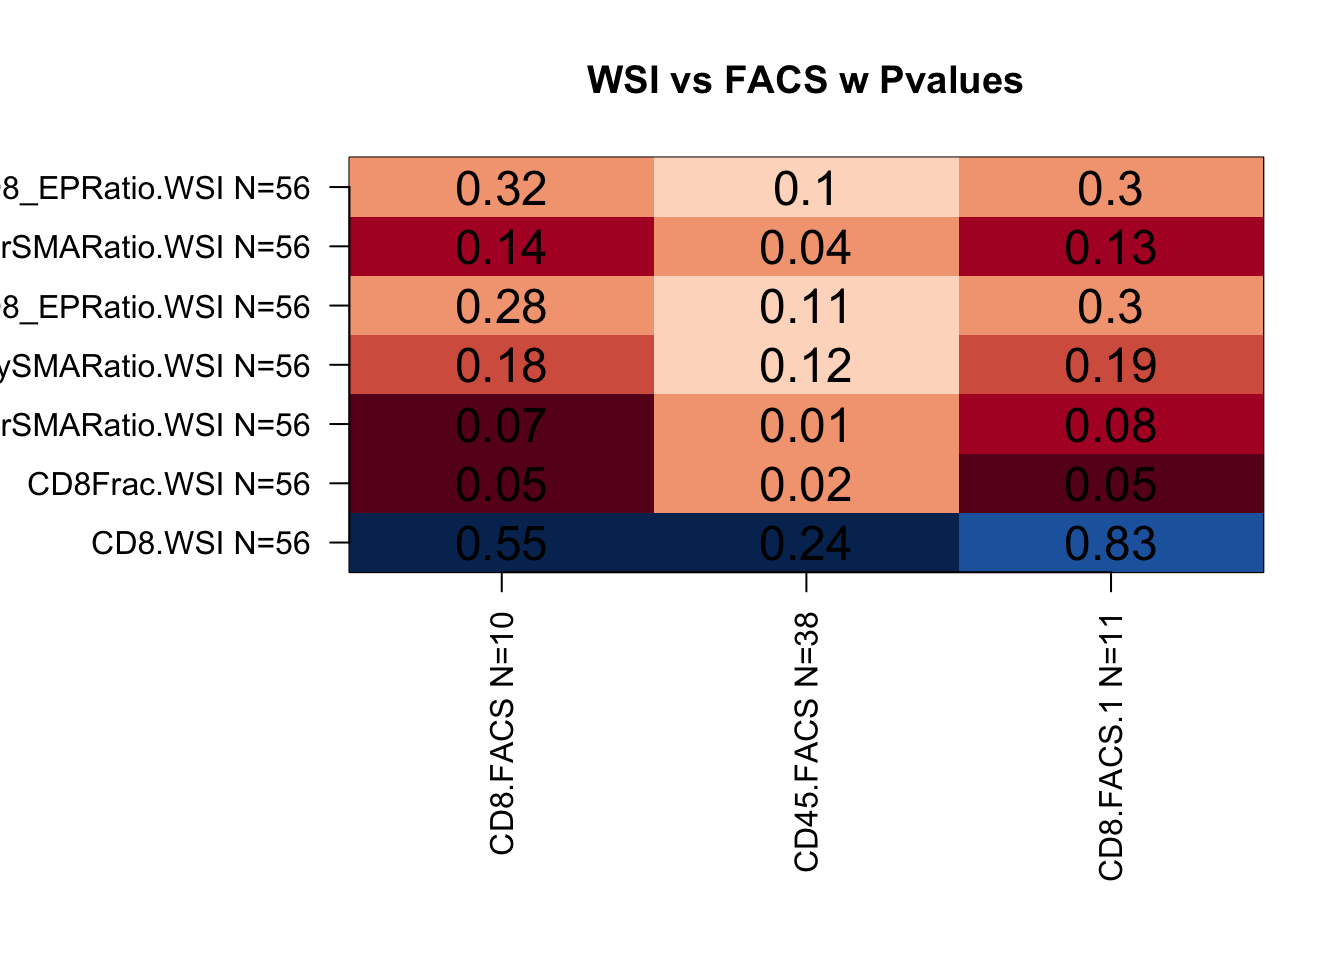 WSI vs FACS w Pvalues
8_EPRatio.WSI N=56 0.32 0.1 0.3
rSMARatio.WSI N=56 0.14 0.04 0.13
8_EPRatio.WSI N=56 0.28 0.11 0.3
ySMARatio.WSI N=56 0.18 0.12 0.19
rSMARatio.WSI N=56 0.07 0.01 0.08
CD8Frac.WSI N=56 0.05 0.02 0.05
CD8.WSI N=56 0.55 0.24 0.83
CD8.FACS N=10
CD45.FACS N=38
CD8.FACS.1 N=11